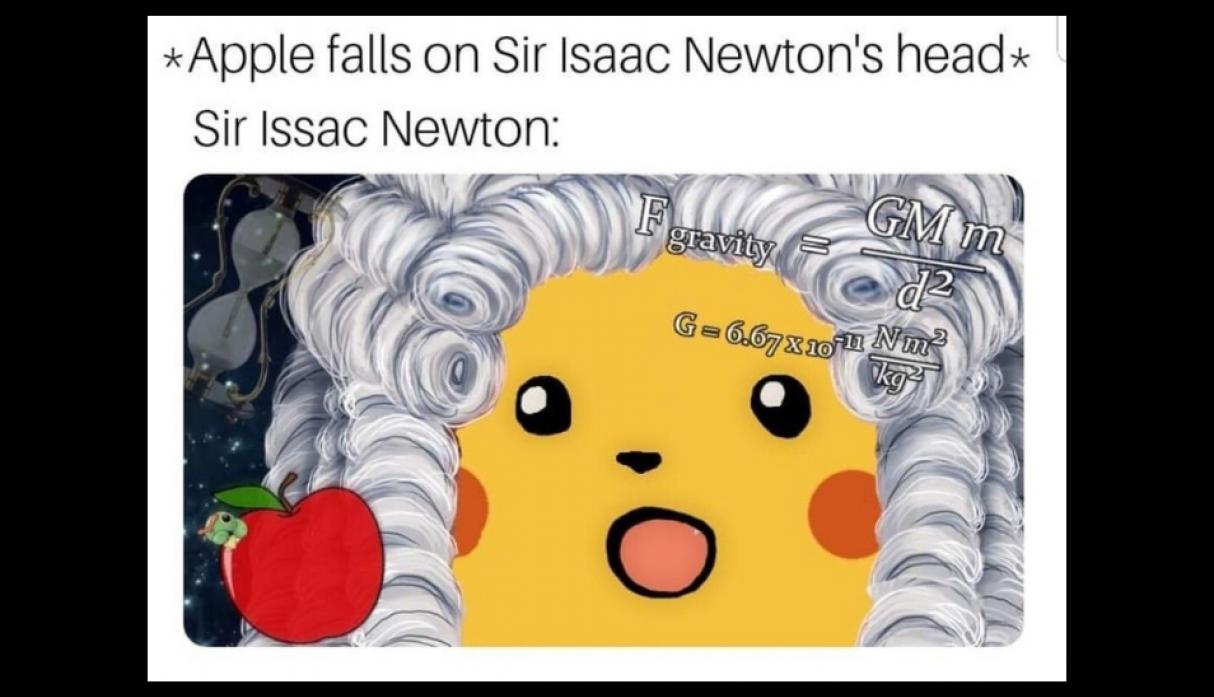 *Apple falls on Sir Isaac Newton's head*
Sir Issac Newton:
F gravity = GM m / d²
G = 6.67 x 10⁻¹¹ N m² / kg²